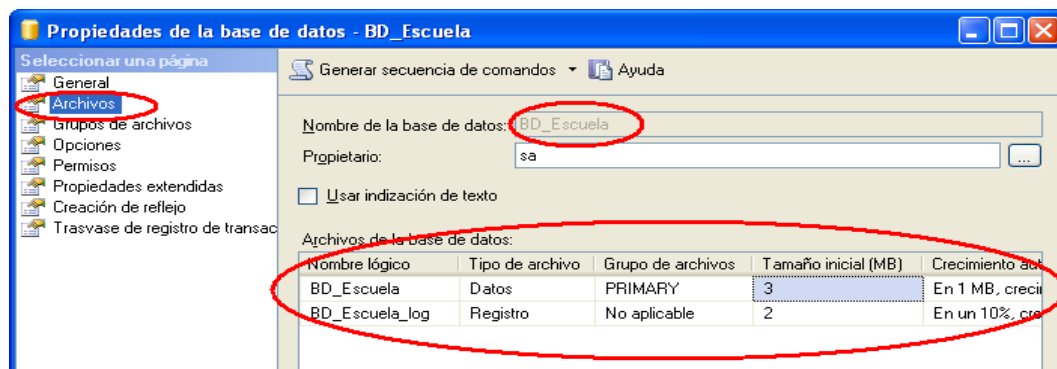 Propiedades de la base de datos - BD_Escuela
Seleccionar una página
General
Archivos
Grupos de archivos
Opciones
Permisos
Propiedades extendidas
Creación de reflejo
Trasvase de registro de transac
Generar secuencia de comandos Ayuda
Nombre de la base de datos: BD_Escuela
Propietario: sa ...
Usar indización de texto
Archivos de la base de datos:
Nombre lógico Tipo de archivo Grupo de archivos Tamaño inicial (MB) Crecimiento aut
BD_Escuela Datos PRIMARY 3 En 1 MB, creci
BD_Escuela_log Registro No aplicable 2 En un 10%, cre